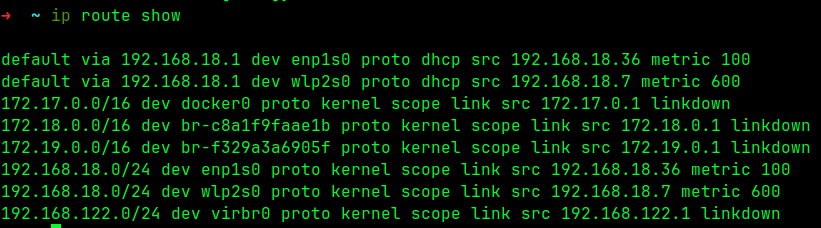 → ~ ip route show
default via 192.168.18.1 dev enp1s0 proto dhcp src 192.168.18.36 metric 100
default via 192.168.18.1 dev wlp2s0 proto dhcp src 192.168.18.7 metric 600
172.17.0.0/16 dev docker0 proto kernel scope link src 172.17.0.1 linkdown
172.18.0.0/16 dev br-c8a1f9faae1b proto kernel scope link src 172.18.0.1 linkdown
172.19.0.0/16 dev br-f329a3a6905f proto kernel scope link src 172.19.0.1 linkdown
192.168.18.0/24 dev enp1s0 proto kernel scope link src 192.168.18.36 metric 100
192.168.18.0/24 dev wlp2s0 proto kernel scope link src 192.168.18.7 metric 600
192.168.122.0/24 dev virbr0 proto kernel scope link src 192.168.122.1 linkdown